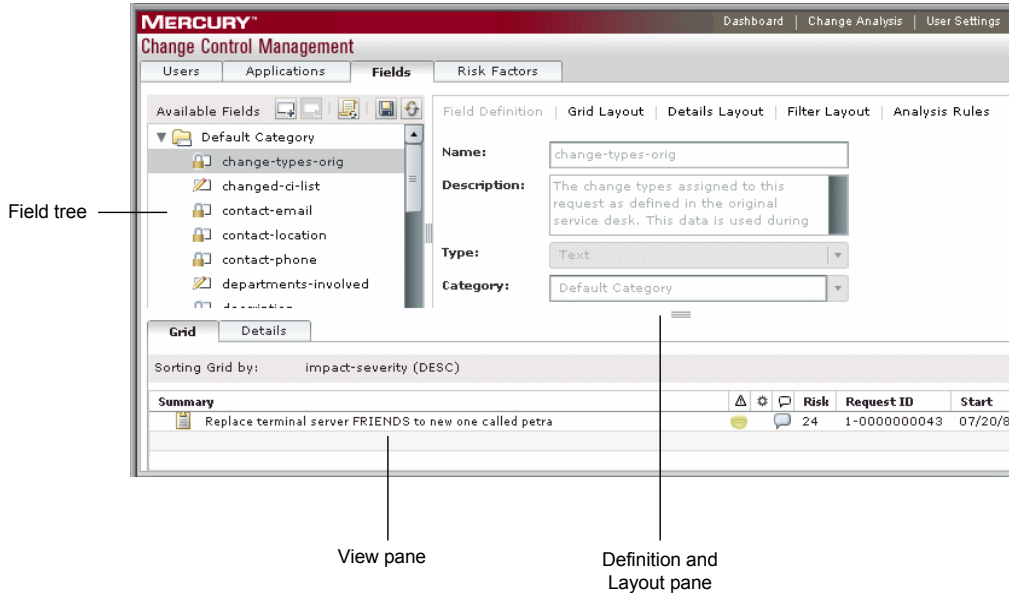 MERCURY™
Dashboard | Change Analysis | User Settings
Change Control Management
Users Applications Fields Risk Factors
Available Fields
Field Definition | Grid Layout | Details Layout | Filter Layout | Analysis Rules
Default Category
change-types-orig
changed-ci-list
contact-email
contact-location
contact-phone
departments-involved
Name: change-types-orig
Description: The change types assigned to this
request as defined in the original
service desk. This data is used during
Type: Text
Category: Default Category
Field tree
Grid Details
Sorting Grid by: impact-severity (DESC)
Summary Risk Request ID Start
Replace terminal server FRIENDS to new one called petra 24 1-0000000043 07/20/8
View pane
Definition and
Layout pane